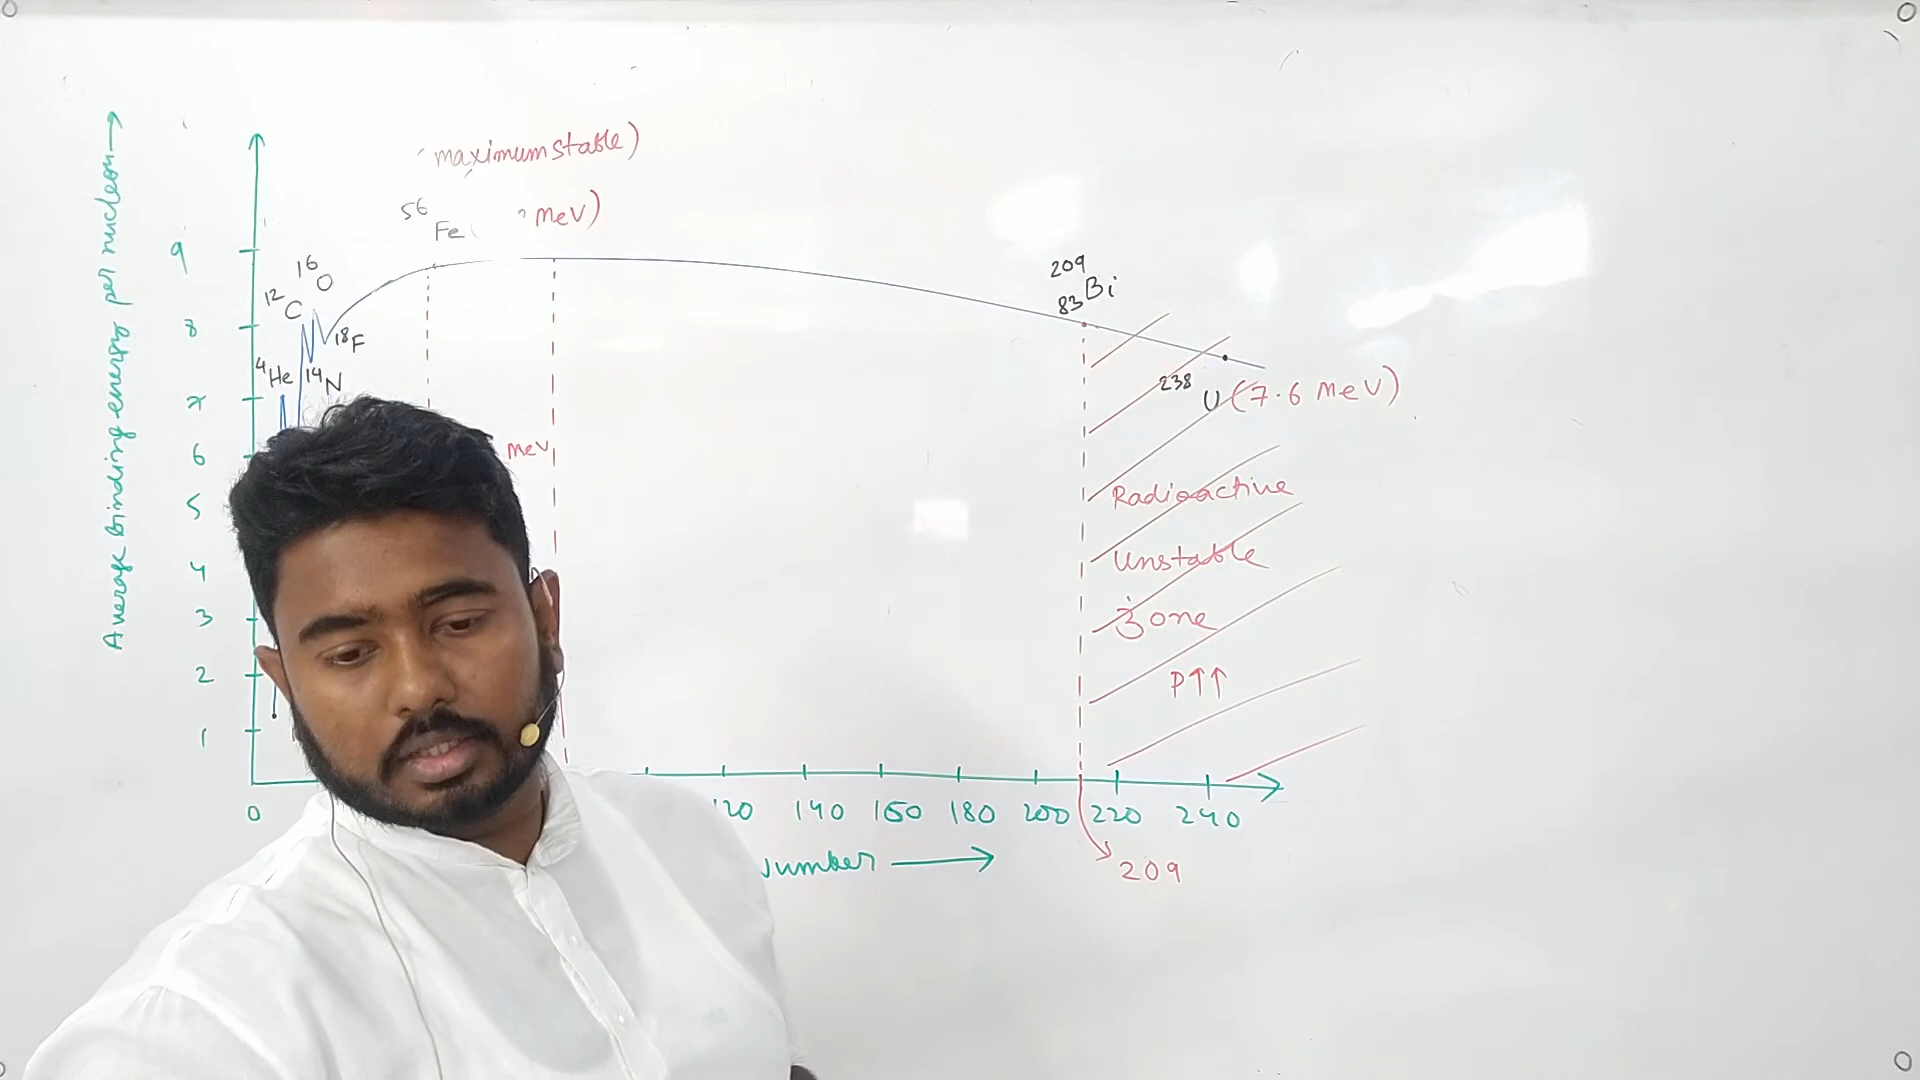 maximum stable)
56
Fe(
MeV)
Average binding energy per nucleon
9
8
7
6
5
4
3
2
1
16
O
12
C
18F
4He
14N
MeV
209
83Bi
238
U (7.6 MeV)
Radioactive
Unstable
Zone
P↑↑
0
120 140 160 180 200 220 240
umber
209